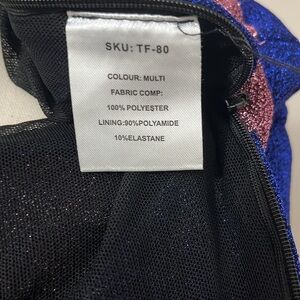 SKU: TF-80
COLOUR: MULTI
FABRIC COMP:
100% POLYESTER
LINING:90%POLYAMIDE
10%ELASTANE